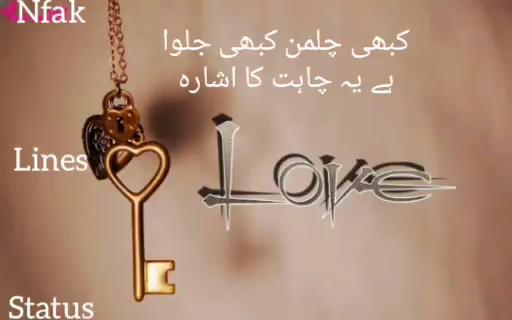 Nfak
کبھی چلمن کبھی جلوا
ہے یہ چاہت کا اشارہ
Lines
Love
Status